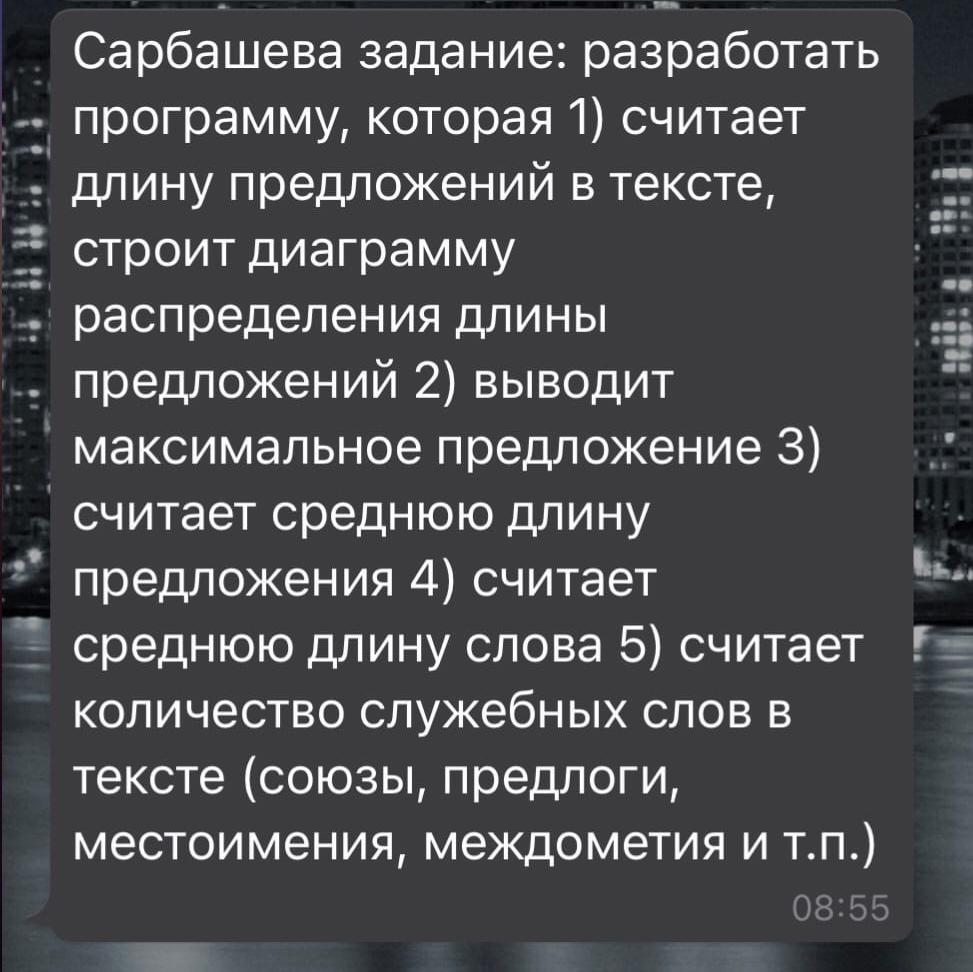 Сарбашева задание: разработать
программу, которая 1) считает
длину предложений в тексте,
строит диаграмму
распределения длины
предложений 2) выводит
максимальное предложение 3)
считает среднюю длину
предложения 4) считает
среднюю длину слова 5) считает
количество служебных слов в
тексте (союзы, предлоги,
местоимения, междометия и т.п.)
08:55